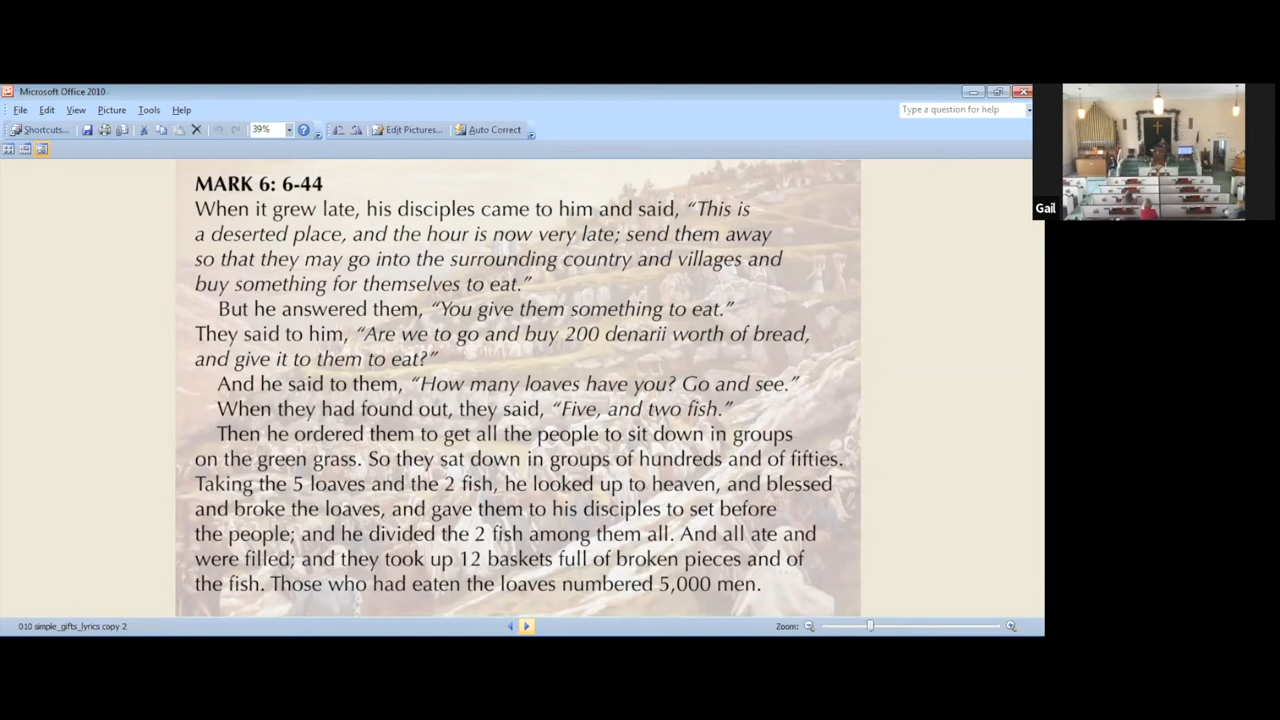 Microsoft Office 2010
File Edit View Picture Tools Help
Type a question for help
Shortcuts... 39% Edit Pictures... Auto Correct
Gail
MARK 6: 6-44
When it grew late, his disciples came to him and said, “This is
a deserted place, and the hour is now very late; send them away
so that they may go into the surrounding country and villages and
buy something for themselves to eat.”
But he answered them, “You give them something to eat.”
They said to him, “Are we to go and buy 200 denarii worth of bread,
and give it to them to eat?”
And he said to them, “How many loaves have you? Go and see.”
When they had found out, they said, “Five, and two fish.”
Then he ordered them to get all the people to sit down in groups
on the green grass. So they sat down in groups of hundreds and of fifties.
Taking the 5 loaves and the 2 fish, he looked up to heaven, and blessed
and broke the loaves, and gave them to his disciples to set before
the people; and he divided the 2 fish among them all. And all ate and
were filled; and they took up 12 baskets full of broken pieces and of
the fish. Those who had eaten the loaves numbered 5,000 men.
010 simple_gifts_lyrics copy 2
Zoom: